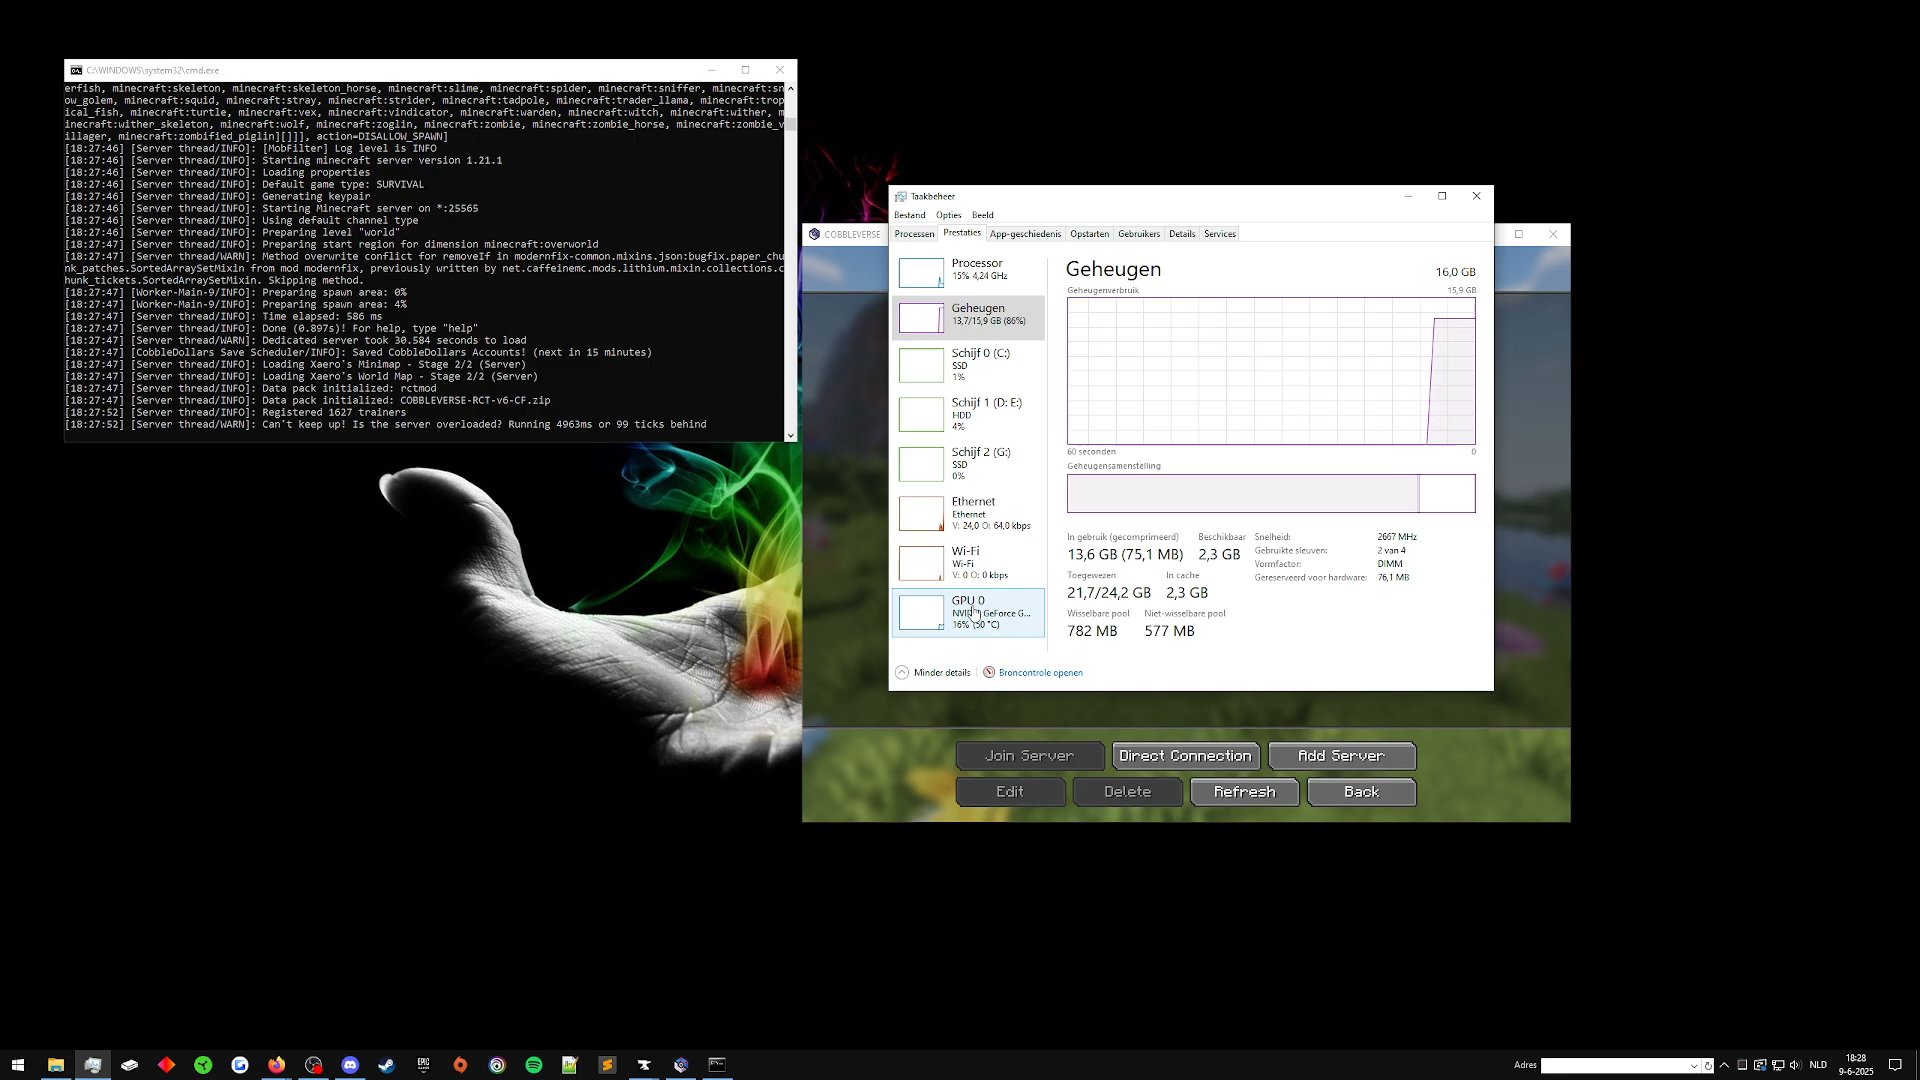 C:\WINDOWS\system32\cmd.exe
erfish, minecraft:skeleton, minecraft:skeleton_horse, minecraft:slime, minecraft:spider, minecraft:sniffer, minecraft:sn
ow_golem, minecraft:squid, minecraft:stray, minecraft:strider, minecraft:tadpole, minecraft:trader_llama, minecraft:trop
ical_fish, minecraft:turtle, minecraft:vex, minecraft:vindicator, minecraft:warden, minecraft:witch, minecraft:wither, m
inecraft:wither_skeleton, minecraft:wolf, minecraft:zoglin, minecraft:zombie, minecraft:zombie_horse, minecraft:zombie_v
illager, minecraft:zombified_piglin][]]], action=DISALLOW_SPAWN]
[18:27:46] [Server thread/INFO]: [MobFilter] Log level is INFO
[18:27:46] [Server thread/INFO]: Starting minecraft server version 1.21.1
[18:27:46] [Server thread/INFO]: Loading properties
[18:27:46] [Server thread/INFO]: Default game type: SURVIVAL
[18:27:46] [Server thread/INFO]: Generating keypair
[18:27:46] [Server thread/INFO]: Starting Minecraft server on *:25565
[18:27:46] [Server thread/INFO]: Using default channel type
[18:27:46] [Server thread/INFO]: Preparing level "world"
[18:27:47] [Server thread/INFO]: Preparing start region for dimension minecraft:overworld
[18:27:47] [Server thread/WARN]: Method overwrite conflict for removeIf in modernfix-common.mixins.json:bugfix.paper_chu
nk_patches.SortedArraySetMixin from mod modernfix, previously written by net.caffeinemc.mods.lithium.mixin.collections.c
hunk_tickets.SortedArraySetMixin. Skipping method.
[18:27:47] [Worker-Main-9/INFO]: Preparing spawn area: 0%
[18:27:47] [Worker-Main-9/INFO]: Preparing spawn area: 4%
[18:27:47] [Server thread/INFO]: Time elapsed: 586 ms
[18:27:47] [Server thread/INFO]: Done (0.897s)! For help, type "help"
[18:27:47] [Server thread/WARN]: Dedicated server took 30.584 seconds to load
[18:27:47] [CobbleDollars Save Scheduler/INFO]: Saved CobbleDollars Accounts! (next in 15 minutes)
[18:27:47] [Server thread/INFO]: Loading Xaero's Minimap - Stage 2/2 (Server)
[18:27:47] [Server thread/INFO]: Loading Xaero's World Map - Stage 2/2 (Server)
[18:27:47] [Server thread/INFO]: Data pack initialized: rctmod
[18:27:47] [Server thread/INFO]: Data pack initialized: COBBLEVERSE-RCT-v6-CF.zip
[18:27:52] [Server thread/INFO]: Registered 1627 trainers
[18:27:52] [Server thread/WARN]: Can't keep up! Is the server overloaded? Running 4963ms or 99 ticks behind
COBBLEVERSE
Taakbeheer
Bestand Opties Beeld
Processen Prestaties App-geschiedenis Opstarten Gebruikers Details Services
Processor
15% 4,24 GHz
Geheugen
13,7/15,9 GB (86%)
Schijf 0 (C:)
SSD
1%
Schijf 1 (D: E:)
HDD
4%
Schijf 2 (G:)
SSD
0%
Ethernet
Ethernet
V: 24,0 O: 64,0 kbps
Wi-Fi
Wi-Fi
V: 0 O: 0 kbps
GPU 0
GeForce G...
16% (50 °C)
Geheugen 16,0 GB
Geheugenverbruik 15,9 GB
60 seconden 0
Geheugensamenstelling
In gebruik (gecomprimeerd) Beschikbaar
13,6 GB (75,1 MB) 2,3 GB
Toegewezen In cache
21,7/24,2 GB 2,3 GB
Wisselbare pool Niet-wisselbare pool
782 MB 577 MB
Snelheid: 2667 MHz
Gebruikte sleuven: 2 van 4
Vormfactor: DIMM
Gereserveerd voor hardware: 76,1 MB
Minder details Broncontrole openen
Join Server Direct Connection Add Server
Edit Delete Refresh Back
EPIC
GAMES
Adres
NLD
18:28
9-6-2025